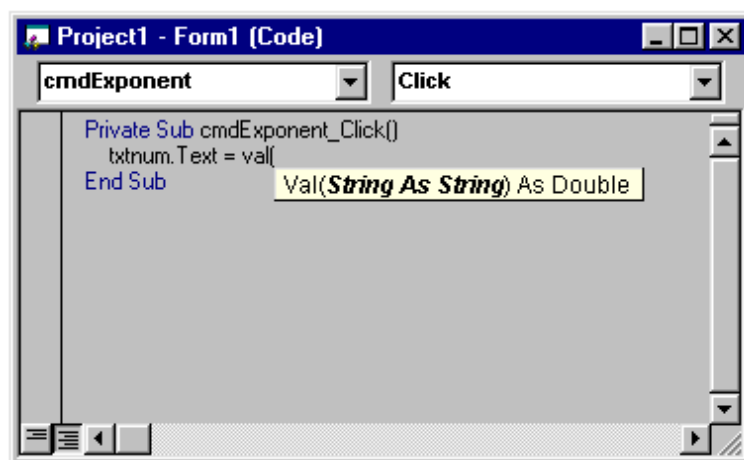 Project1 - Form1 (Code)
cmdExponent Click
Private Sub cmdExponent_Click()
txtnum.Text = val(
End Sub
Val(String As String) As Double